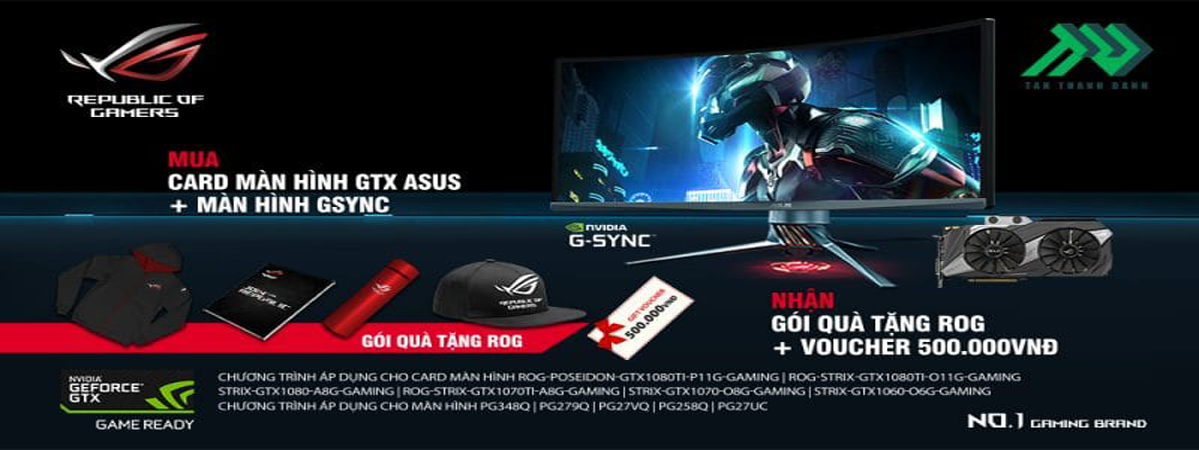 REPUBLIC OF
GAMERS
TAN THANH DANH
MUA
CARD MÀN HÌNH GTX ASUS
+ MÀN HÌNH GSYNC
NVIDIA
G-SYNC
REPUBLIC OF
GAMERS
GIFT VOUCHER
500.000VNĐ
GÓI QUÀ TẶNG ROG
NHẬN
GÓI QUÀ TẶNG ROG
+ VOUCHER 500.000VNĐ
NVIDIA
GEFORCE
GTX
GAME READY
CHƯƠNG TRÌNH ÁP DỤNG CHO CARD MÀN HÌNH ROG-POSEIDON-GTX1080TI-P11G-GAMING | ROG-STRIX-GTX1080TI-O11G-GAMING
STRIX-GTX1080-A8G-GAMING | ROG-STRIX-GTX1070TI-A8G-GAMING | STRIX-GTX1070-O8G-GAMING | STRIX-GTX1060-O6G-GAMING
CHƯƠNG TRÌNH ÁP DỤNG CHO MÀN HÌNH PG348Q | PG279Q | PG27VQ | PG258Q | PG27UC
NO.1 GAMING BRAND